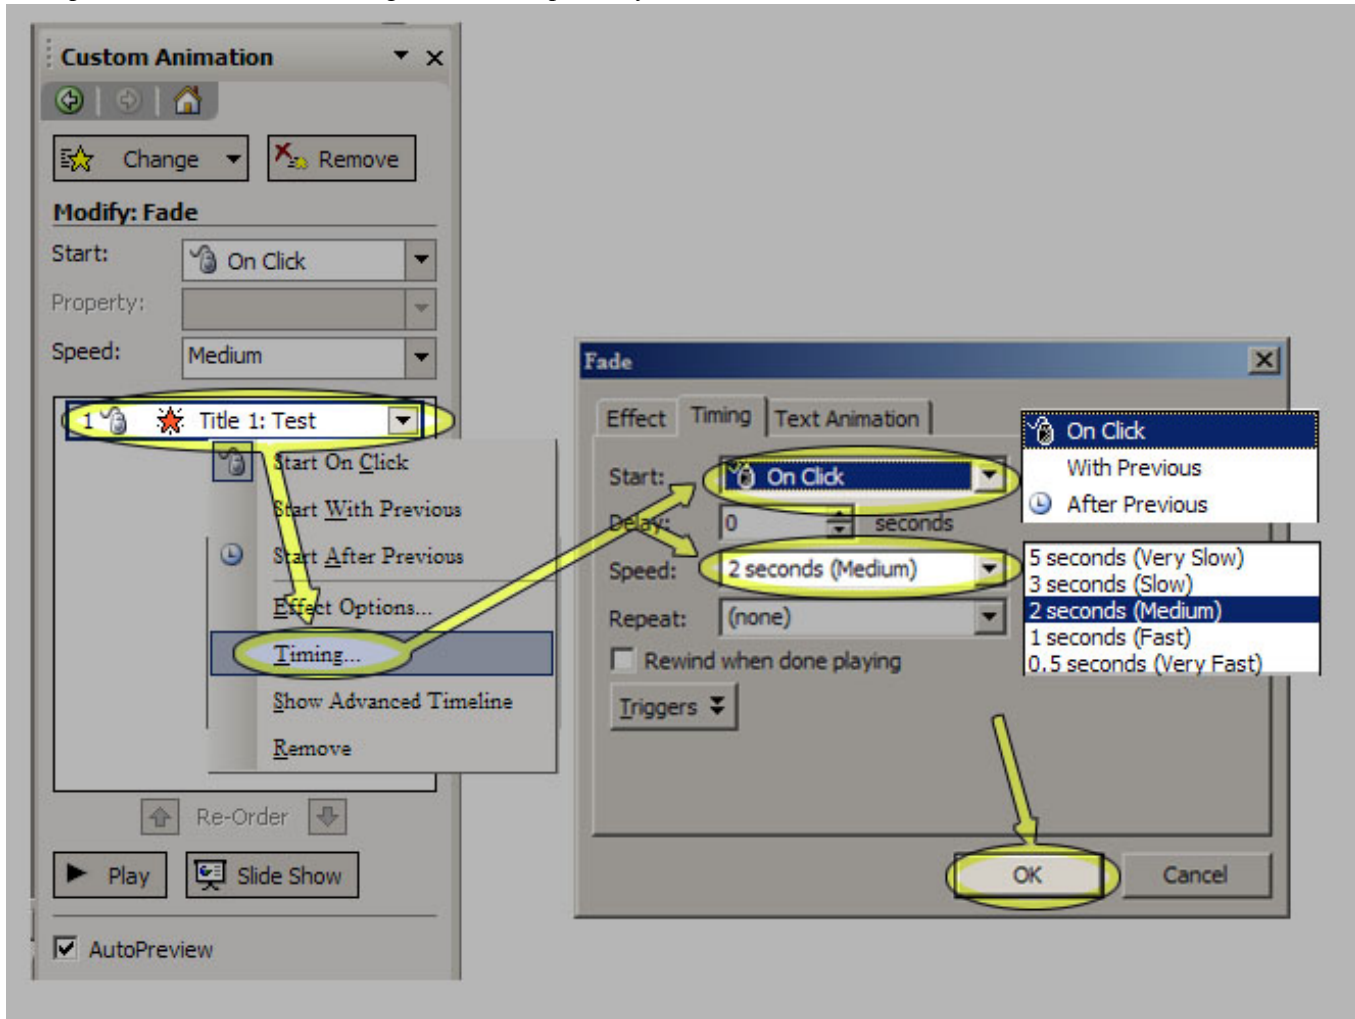 Custom Animation
Change
Remove
Modify: Fade
Start:
On Click
Property:
Speed:
Medium
1
Title 1: Test
Start On Click
Start With Previous
Start After Previous
Effect Options...
Timing...
Show Advanced Timeline
Remove
Re-Order
Play
Slide Show
AutoPreview
Fade
Effect
Timing
Text Animation
Start:
On Click
Delay:
0
seconds
Speed:
2 seconds (Medium)
Repeat:
(none)
Rewind when done playing
Triggers
OK
Cancel
On Click
With Previous
After Previous
5 seconds (Very Slow)
3 seconds (Slow)
2 seconds (Medium)
1 seconds (Fast)
0.5 seconds (Very Fast)